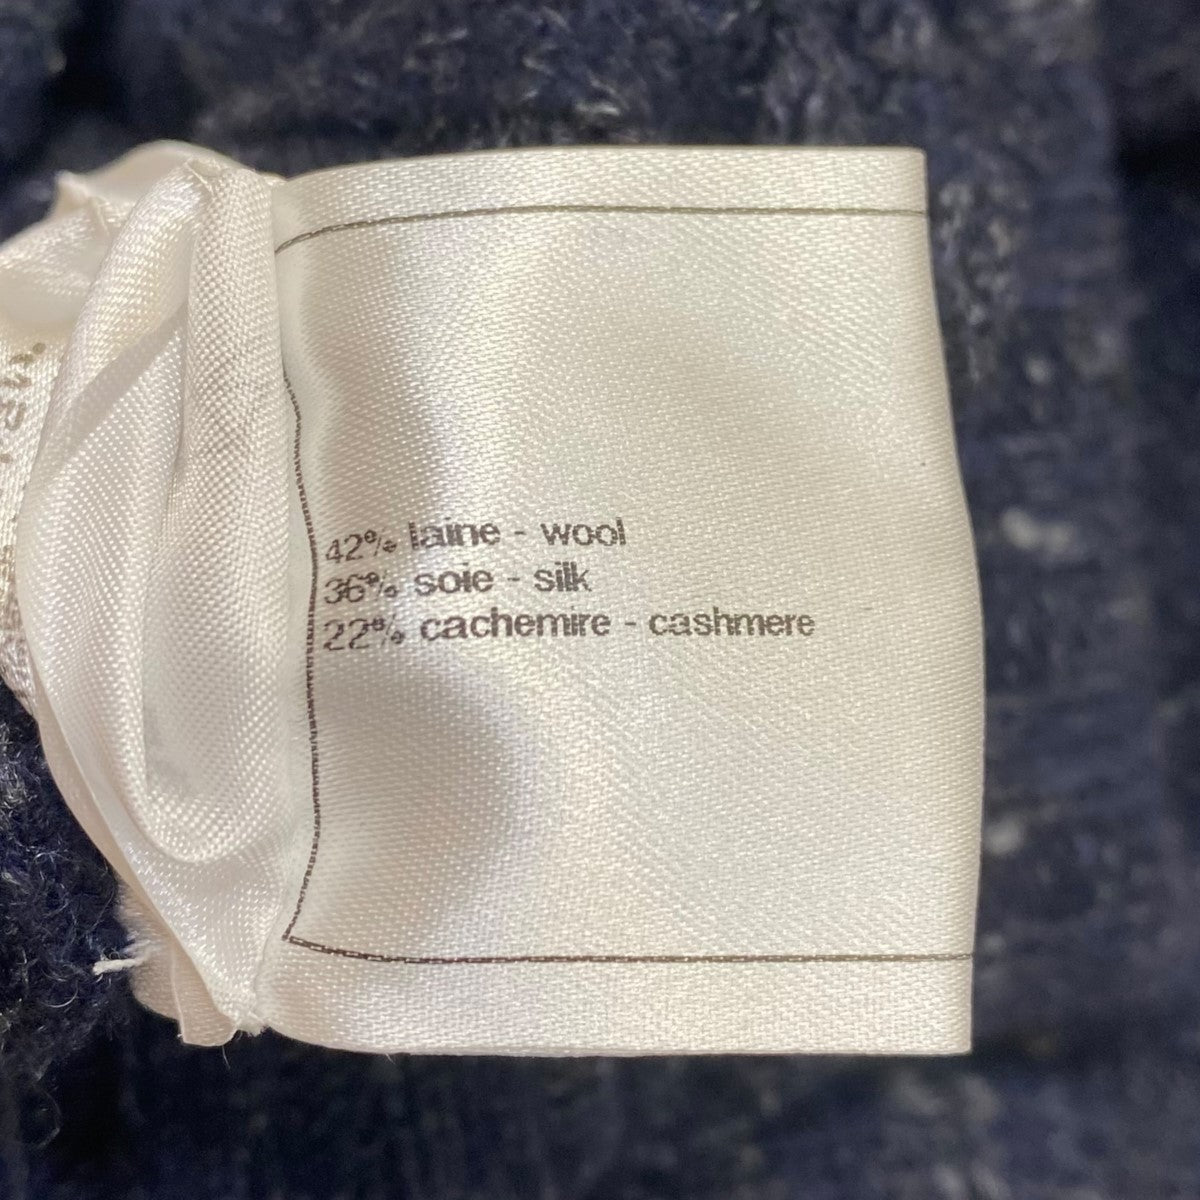 42% laine - wool
36% soie - silk
22% cachemire - cashmere